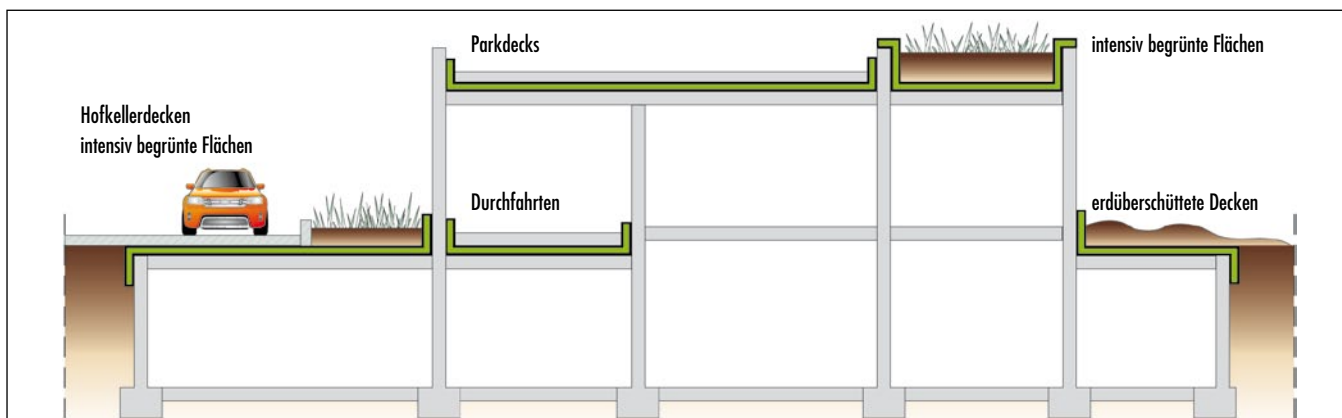 Parkdecks
intensiv begrünte Flächen
Hofkellerdecken
intensiv begrünte Flächen
Durchfahrten
erdüberschüttete Decken